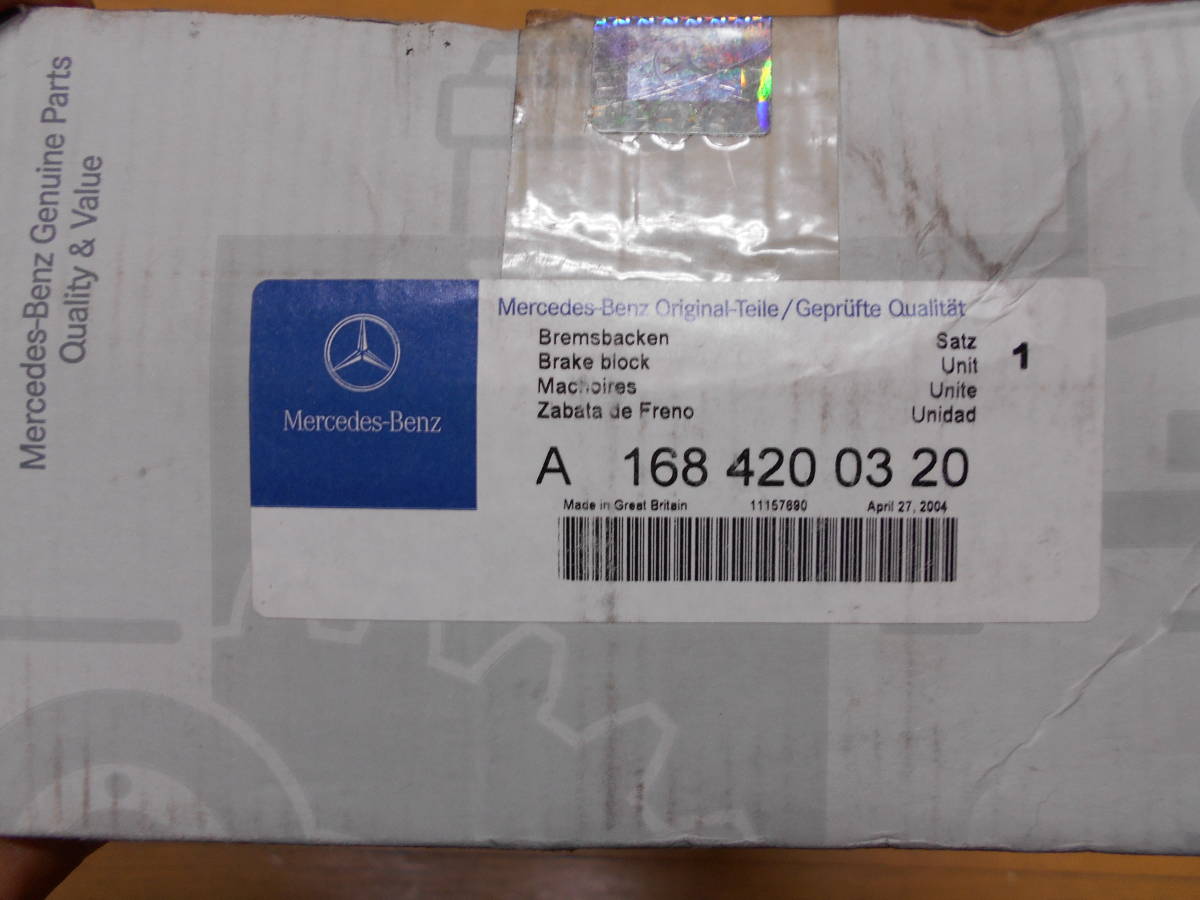 Mercedes-Benz Genuine Parts
Quality & Value
Mercedes-Benz
Mercedes-Benz Original-Teile/Geprüfte Qualität
Bremsbacken Satz 1
Brake block Unit
Machoires Unite
Zabata de Freno Unidad
A 168 420 03 20
Made in Great Britain 11157690 April 27, 2004